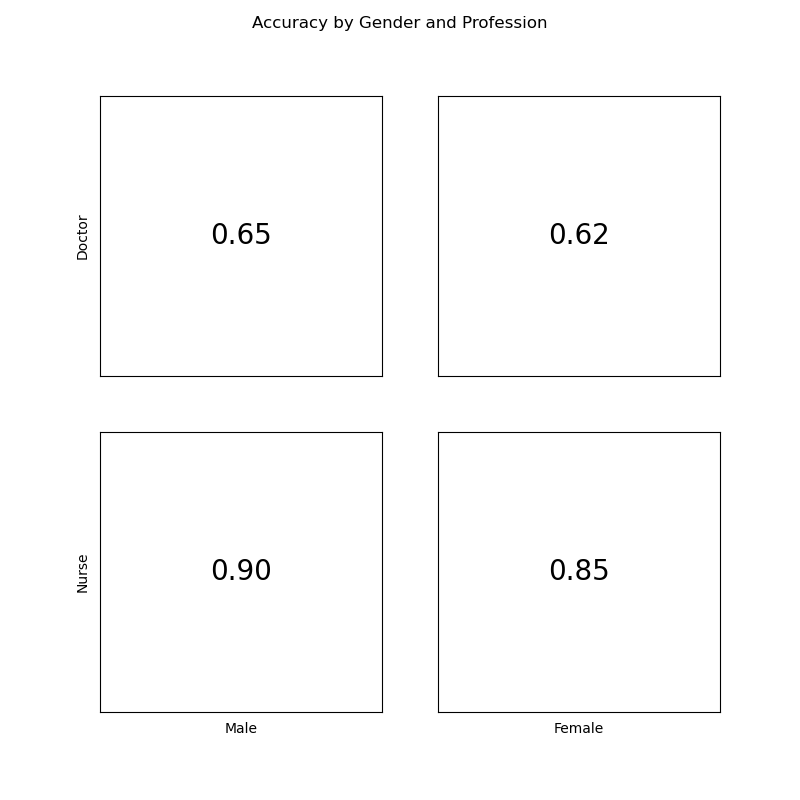 Accuracy by Gender and Profession
Doctor
0.65
0.62
Nurse
0.90
0.85
Male
Female